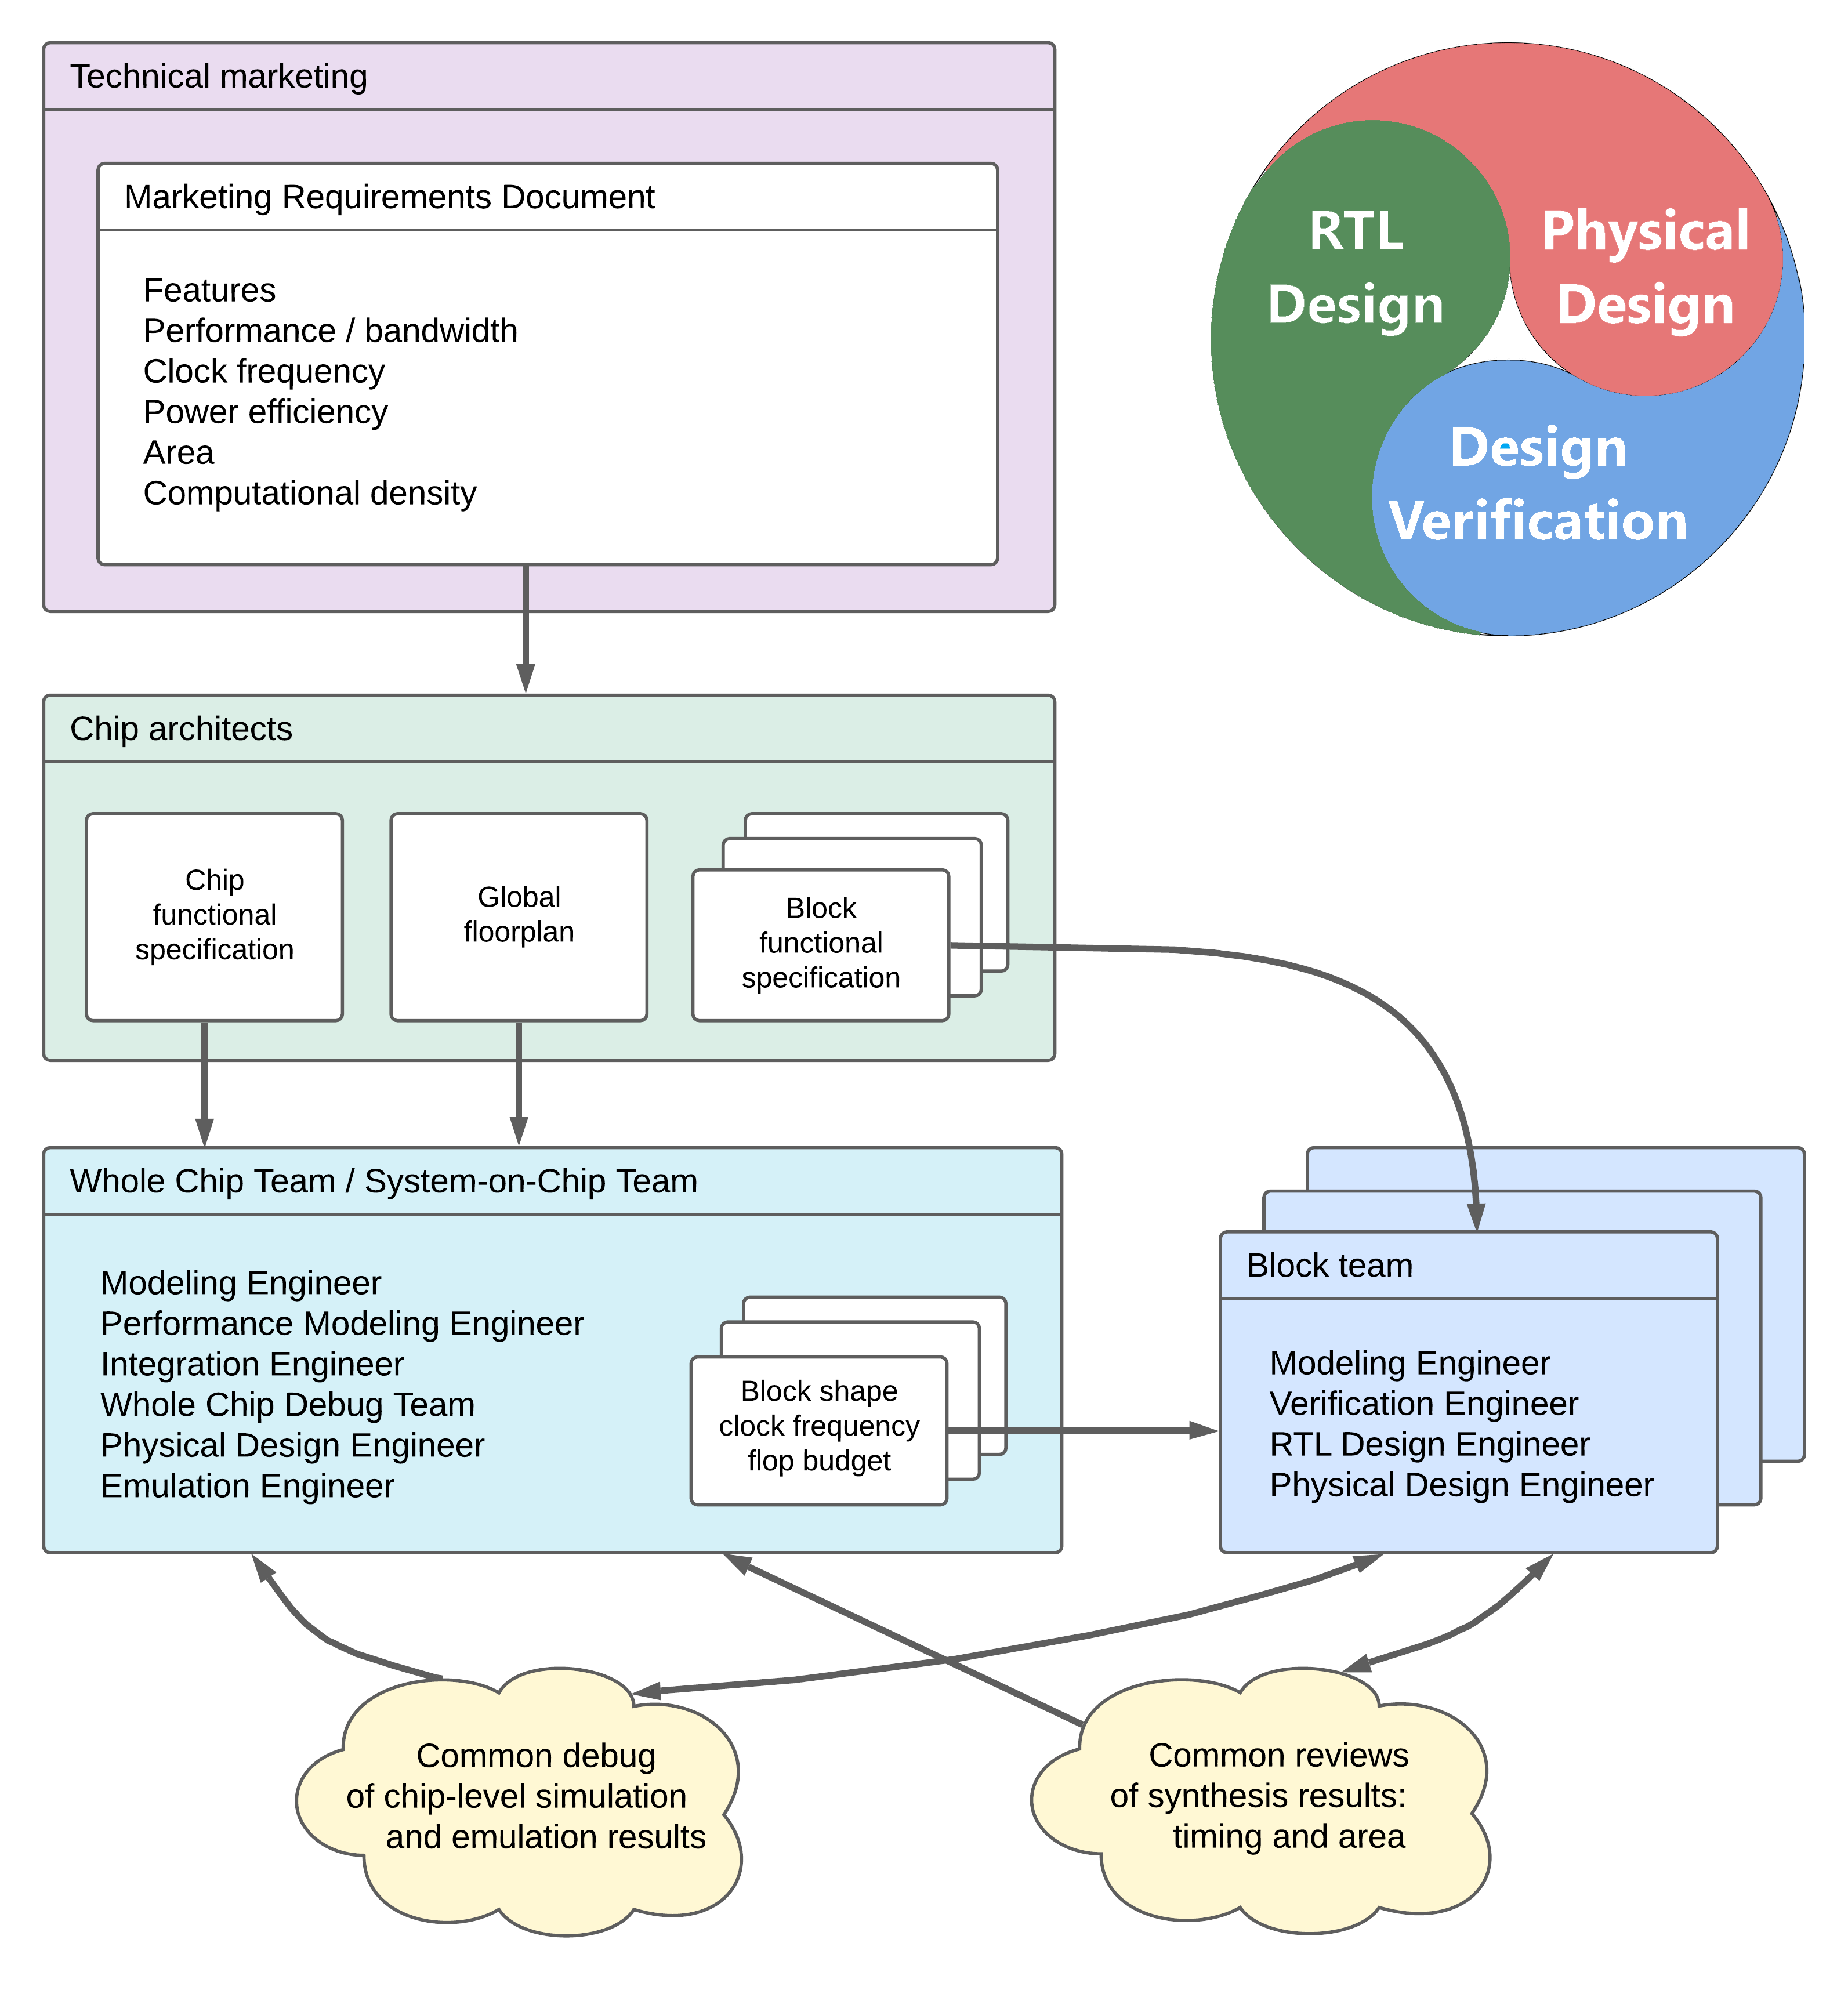 Technical marketing
Marketing Requirements Document
Features
Performance / bandwidth
Clock frequency
Power efficiency
Area
Computational density
RTL
Design
Physical
Design
Design
Verification
Chip architects
Chip
functional
specification
Global
floorplan
Block
functional
specification
Whole Chip Team / System-on-Chip Team
Modeling Engineer
Performance Modeling Engineer
Integration Engineer
Whole Chip Debug Team
Physical Design Engineer
Emulation Engineer
Block shape
clock frequency
flop budget
Block team
Modeling Engineer
Verification Engineer
RTL Design Engineer
Physical Design Engineer
Common debug
of chip-level simulation
and emulation results
Common reviews
of synthesis results:
timing and area